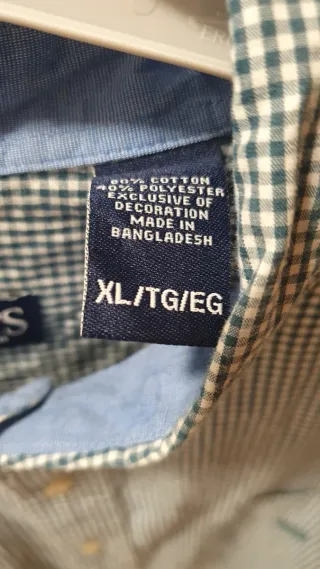 60% COTTON
40% POLYESTER
EXCLUSIVE OF
DECORATION
MADE IN
BANGLADESH
XL/TG/EG
S